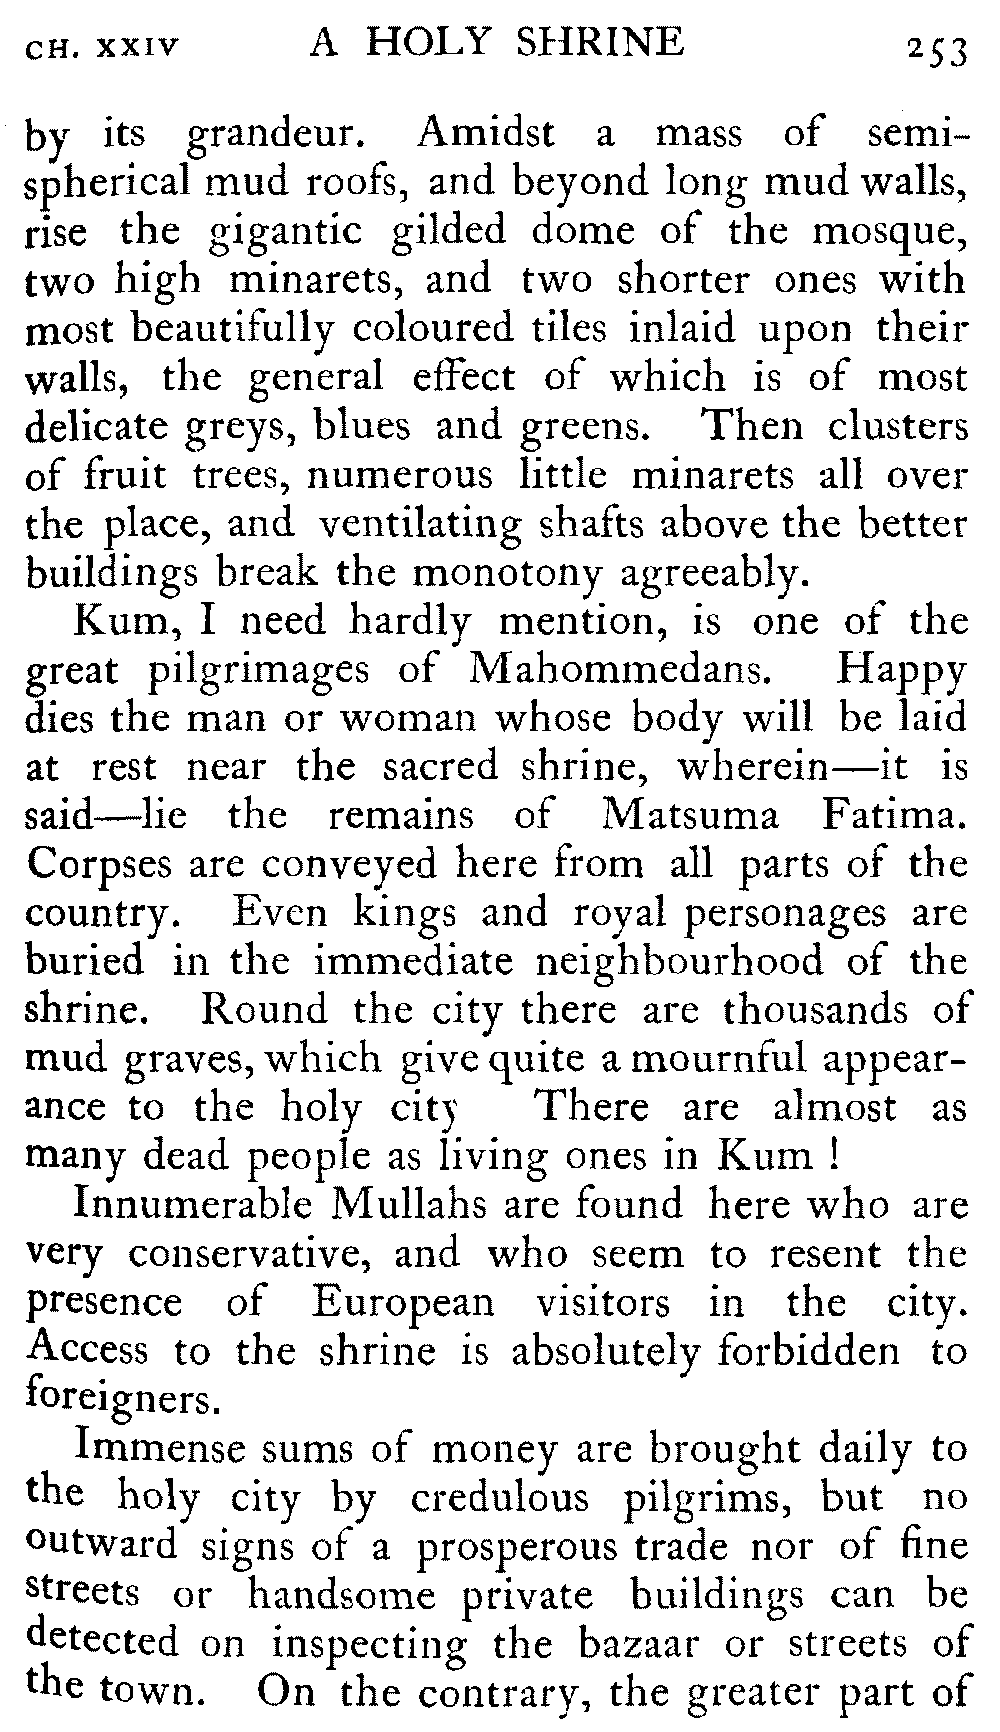 CH. XXIV A HOLY SHRINE 253
by its grandeur. Amidst a mass of semi-
spherical mud roofs, and beyond long mud walls,
rise the gigantic gilded dome of the mosque,
two high minarets, and two shorter ones with
most beautifully coloured tiles inlaid upon their
walls, the general effect of which is of most
delicate greys, blues and greens. Then clusters
of fruit trees, numerous little minarets all over
the place, and ventilating shafts above the better
buildings break the monotony agreeably.
Kum, I need hardly mention, is one of the
great pilgrimages of Mahommedans. Happy
dies the man or woman whose body will be laid
at rest near the sacred shrine, wherein—it is
said—lie the remains of Matsuma Fatima.
Corpses are conveyed here from all parts of the
country. Even kings and royal personages are
buried in the immediate neighbourhood of the
shrine. Round the city there are thousands of
mud graves, which give quite a mournful appear-
ance to the holy city There are almost as
many dead people as living ones in Kum !
Innumerable Mullahs are found here who are
very conservative, and who seem to resent the
presence of European visitors in the city.
Access to the shrine is absolutely forbidden to
foreigners.
Immense sums of money are brought daily to
the holy city by credulous pilgrims, but no
outward signs of a prosperous trade nor of fine
streets or handsome private buildings can be
detected on inspecting the bazaar or streets of
the town. On the contrary, the greater part of